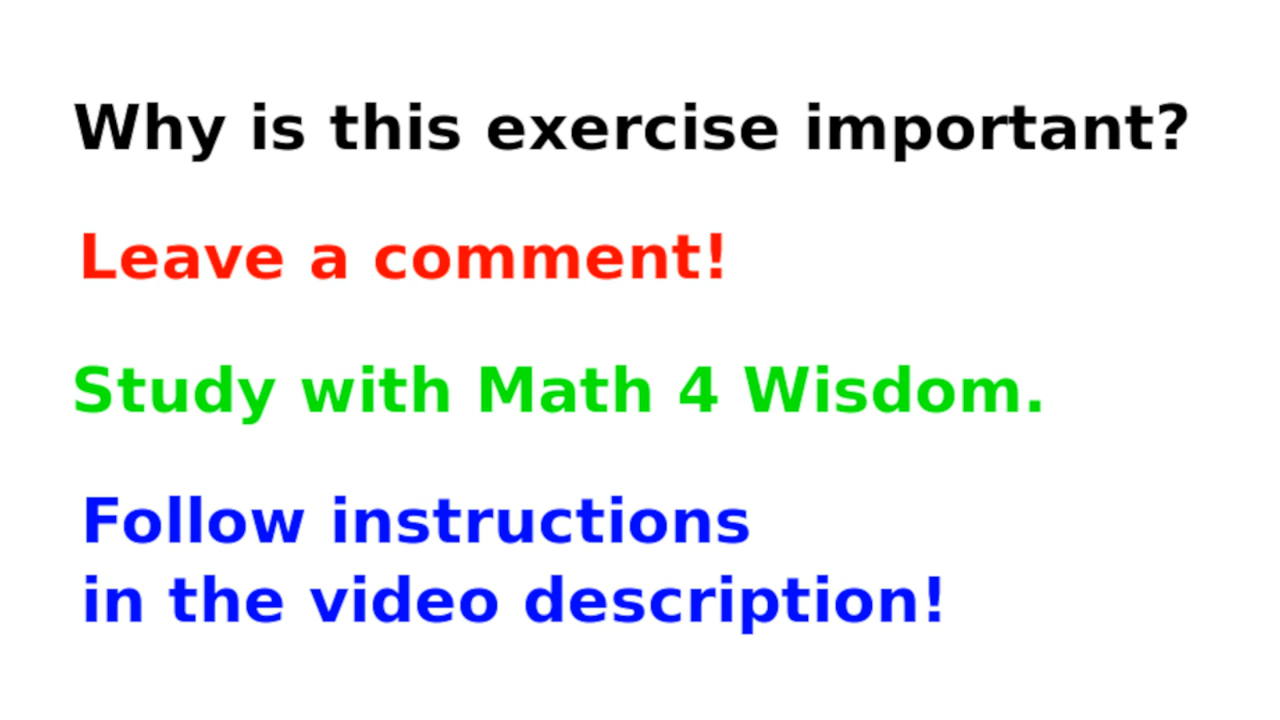 Why is this exercise important?
Leave a comment!
Study with Math 4 Wisdom.
Follow instructions
in the video description!